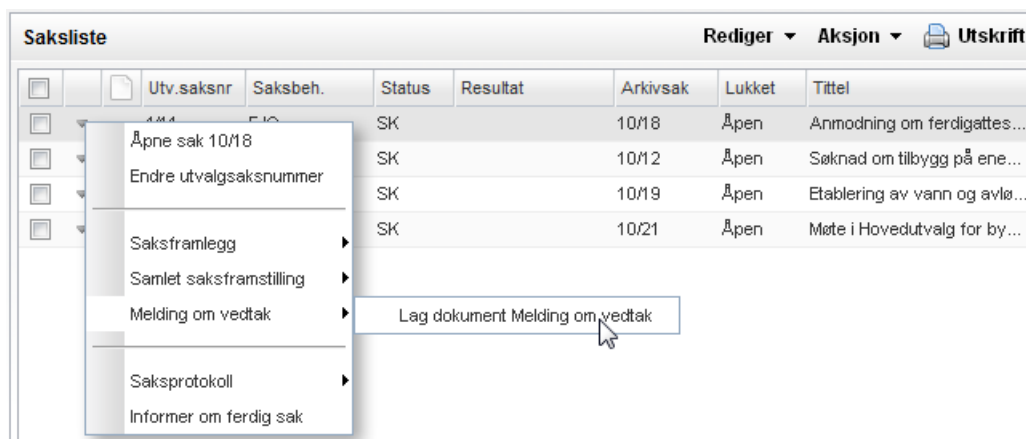 Saksliste Rediger Aksjon Utskrift
Utv.saksnr Saksbeh. Status Resultat Arkivsak Lukket Tittel
SK 10/18 Åpen Anmodning om ferdigattes...
Åpne sak 10/18
SK 10/12 Åpen Søknad om tilbygg på ene...
Endre utvalgsaksnummer
SK 10/19 Åpen Etablering av vann og avlø...
SK 10/21 Åpen Møte i Hovedutvalg for by...
Saksframlegg
Samlet saksframstilling
Melding om vedtak Lag dokument Melding om vedtak
Saksprotokoll
Informer om ferdig sak